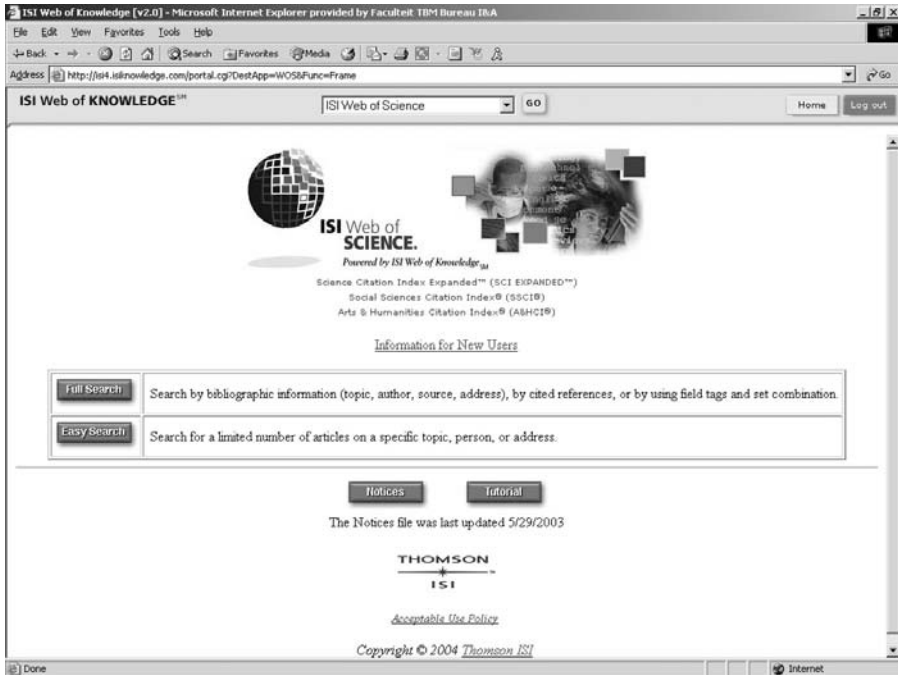 ISI Web of Knowledge [v2.0] - Microsoft Internet Explorer provided by Faculteit TBM Bureau I&A
File Edit View Favorites Tools Help
Back Search Favorites Media
Address http://isi4.isiknowledge.com/portal.cgi?DestApp=WOS&Func=Frame Go
ISI Web of KNOWLEDGE℠ ISI Web of Science GO Home Log out
ISI Web of
SCIENCE.
Powered by ISI Web of Knowledge℠
Science Citation Index Expanded™ (SCI EXPANDED™)
Social Sciences Citation Index® (SSCI®)
Arts & Humanities Citation Index® (A&HCI®)
Information for New Users
Full Search Search by bibliographic information (topic, author, source, address), by cited references, or by using field tags and set combination.
Easy Search Search for a limited number of articles on a specific topic, person, or address.
Notices Tutorial
The Notices file was last updated 5/29/2003
THOMSON
ISI
Acceptable Use Policy
Copyright © 2004 Thomson ISI
Done Internet